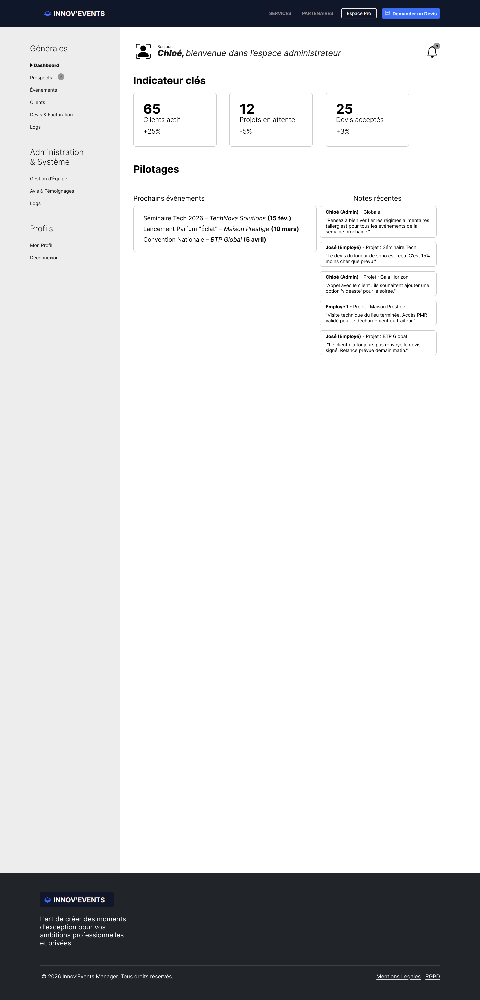 INNOV'EVENTS
SERVICES
PARTENAIRES
Espace Pro
Demander un Devis
Générales
Dashboard
Prospects 1
Événements
Clients
Devis & Facturation
Logs
Administration
& Système
Gestion d'Équipe
Avis & Témoignages
Logs
Profils
Mon Profil
Déconnexion
Bonjour,
Chloé, bienvenue dans l’espace administrateur
3
Indicateur clés
65
Clients actif
+25%
12
Projets en attente
-5%
25
Devis acceptés
+3%
Pilotages
Prochains événements
Séminaire Tech 2026 – TechNova Solutions (15 fév.)
Lancement Parfum "Éclat" – Maison Prestige (10 mars)
Convention Nationale – BTP Global (5 avril)
Notes récentes
Chloé (Admin) - Globale
"Pensez à bien vérifier les régimes alimentaires
(allergies) pour tous les événements de la
semaine prochaine."
José (Employé) - Projet : Séminaire Tech
"Le devis du loueur de sono est reçu. C'est 15%
moins cher que prévu."
Chloé (Admin) - Projet : Gala Horizon
"Appel avec le client : ils souhaitent ajouter une
option 'vidéaste' pour la soirée."
Employé 1 - Projet : Maison Prestige
"Visite technique du lieu terminée. Accès PMR
validé pour le déchargement du traiteur."
José (Employé) - Projet : BTP Global
"Le client n'a toujours pas renvoyé le devis
signé. Relance prévue demain matin."
INNOV'EVENTS
L'art de créer des moments
d'exception pour vos
ambitions professionnelles
et privées
© 2026 Innov'Events Manager. Tous droits réservés.
Mentions Légales | RGPD